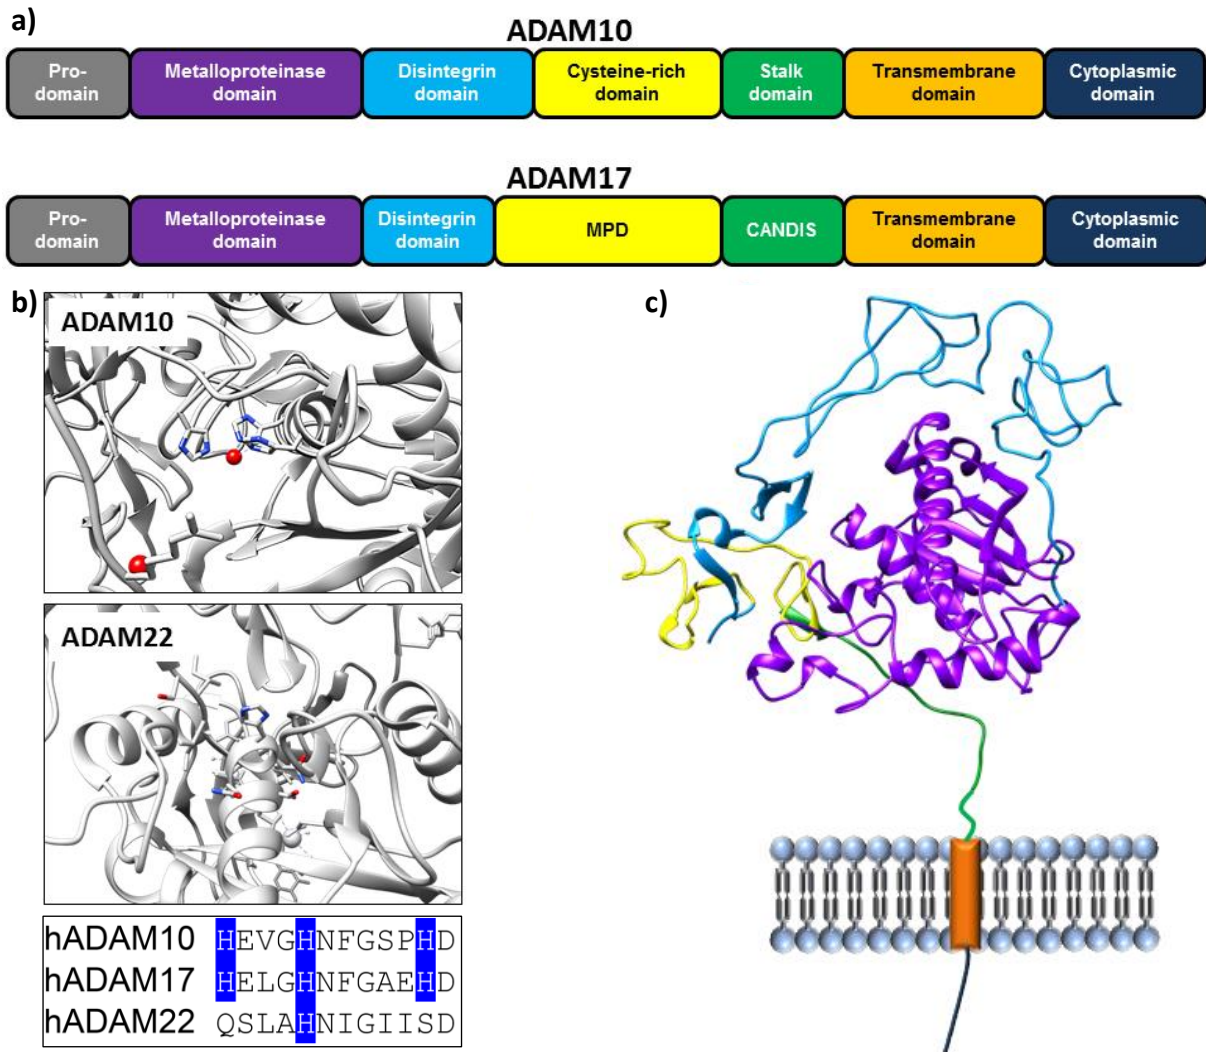 a)
ADAM10
Pro-
domain
Metalloproteinase
domain
Disintegrin
domain
Cysteine-rich
domain
Stalk
domain
Transmembrane
domain
Cytoplasmic
domain
ADAM17
Pro-
domain
Metalloproteinase
domain
Disintegrin
domain
MPD
CANDIS
Transmembrane
domain
Cytoplasmic
domain
b)
ADAM10
ADAM22
hADAM10 HEVGHNFGSPHD
hADAM17 HELGHNFGAEHD
hADAM22 QSLAHNIGIISD
c)